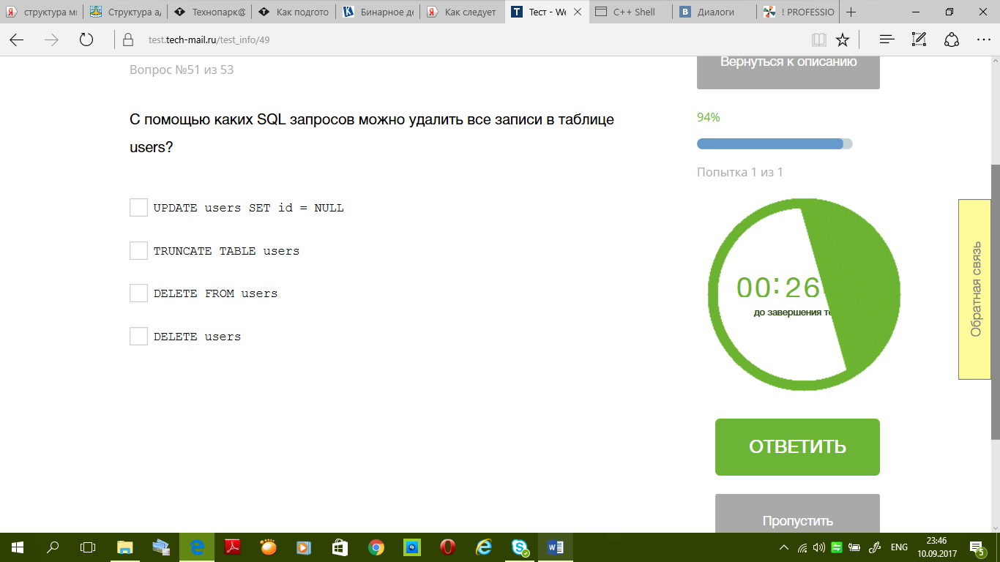 структура мн
Структура ад
Технопарк@
Как подгото
Бинарное де
Как следует
Тест - We
C++ Shell
Диалоги
! PROFESSIO
test.tech-mail.ru/test_info/49
Вопрос №51 из 53
Вернуться к описанию
С помощью каких SQL запросов можно удалить все записи в таблице
users?
94%
Попытка 1 из 1
UPDATE users SET id = NULL
TRUNCATE TABLE users
DELETE FROM users
DELETE users
00:26
до завершения те
Обратная связь
ОТВЕТИТЬ
Пропустить
ENG
23:46
10.09.2017
5